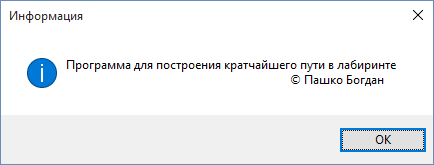 Информация
Программа для построения кратчайшего пути в лабиринте
© Пашко Богдан
OK